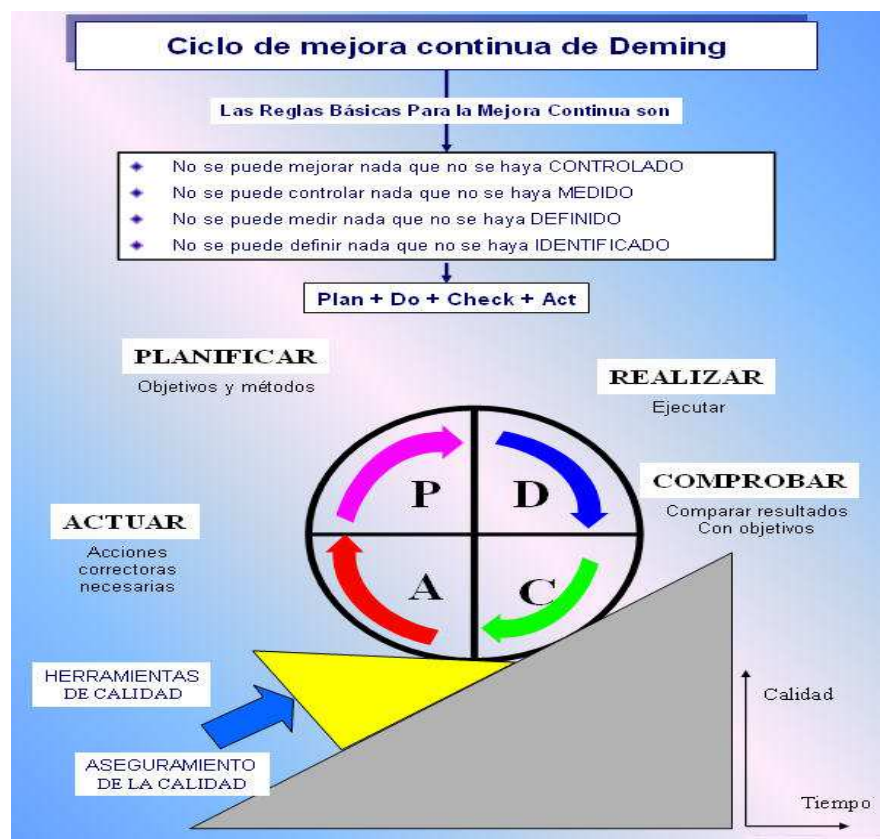 Ciclo de mejora continua de Deming
Las Reglas Básicas Para la Mejora Continua son
No se puede mejorar nada que no se haya CONTROLADO
No se puede controlar nada que no se haya MEDIDO
No se puede medir nada que no se haya DEFINIDO
No se puede definir nada que no se haya IDENTIFICADO
Plan + Do + Check + Act
PLANIFICAR
Objetivos y métodos
REALIZAR
Ejecutar
P
D
COMPROBAR
Comparar resultados
Con objetivos
ACTUAR
Acciones
correctoras
necesarias
A
C
HERRAMIENTAS
DE CALIDAD
ASEGURAMIENTO
DE LA CALIDAD
Calidad
Tiempo